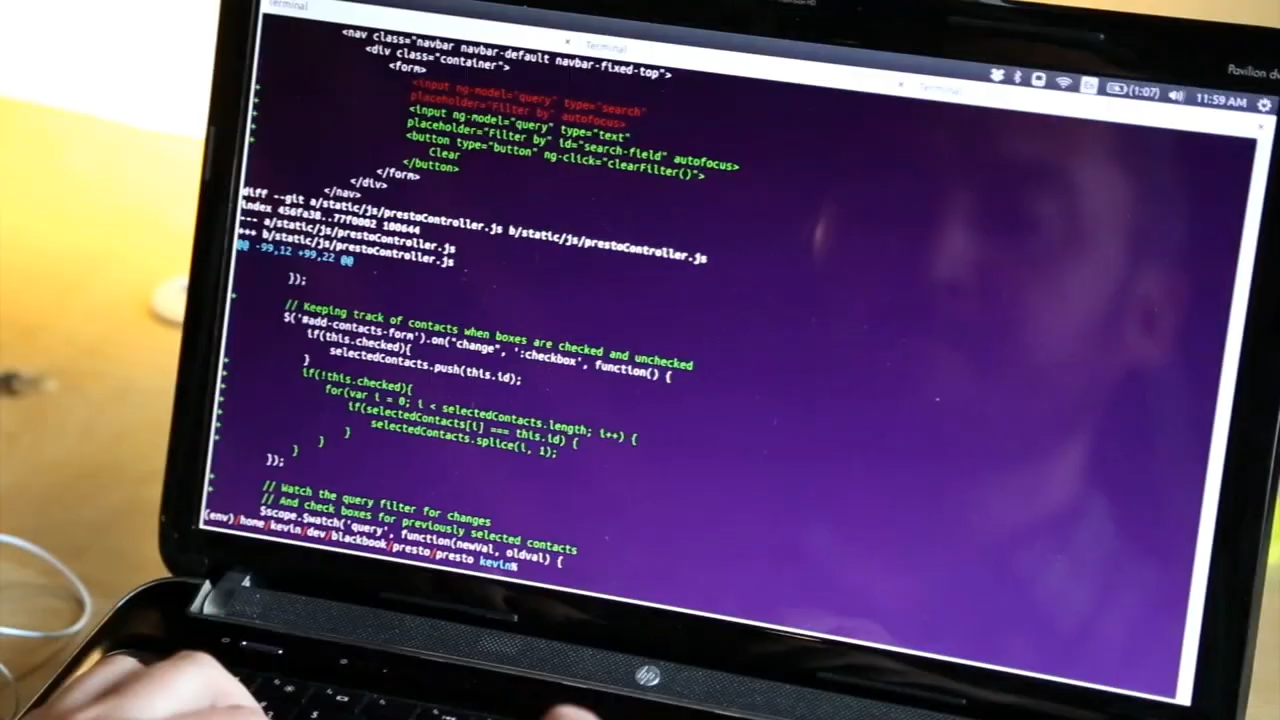 Terminal
Terminal
Terminal
(1:07)
11:59 AM
Pavilion
<nav class="navbar navbar-default navbar-fixed-top">
<div class="container">
<form>
<input ng-model="query" type="search"
placeholder="Filter by" autofocus>
<input ng-model="query" type="text"
placeholder="Filter by" id="search-field" autofocus>
<button type="button" ng-click="clearFilter()">
Clear
</button>
</form>
</div>
</nav>
diff --git a/static/js/prestoController.js b/static/js/prestoController.js
index 456fa38..77f0002 100644
--- a/static/js/prestoController.js
+++ b/static/js/prestoController.js
@@ -99,12 +99,22 @@
});
+ // Keeping track of contacts when boxes are checked and unchecked
$('#add-contacts-form').on("change", ':checkbox', function() {
if(this.checked){
selectedContacts.push(this.id);
}
+ if(!this.checked){
+ for(var i = 0; i < selectedContacts.length; i++) {
+ if(selectedContacts[i] === this.id) {
+ selectedContacts.splice(i, 1);
+ }
+ }
+ }
});
+ // Watch the query filter for changes
+ // And check boxes for previously selected contacts
$scope.$watch('query', function(newVal, oldval) {
(env)/home/kevin/dev/blackbook/presto/presto kevin%
hp